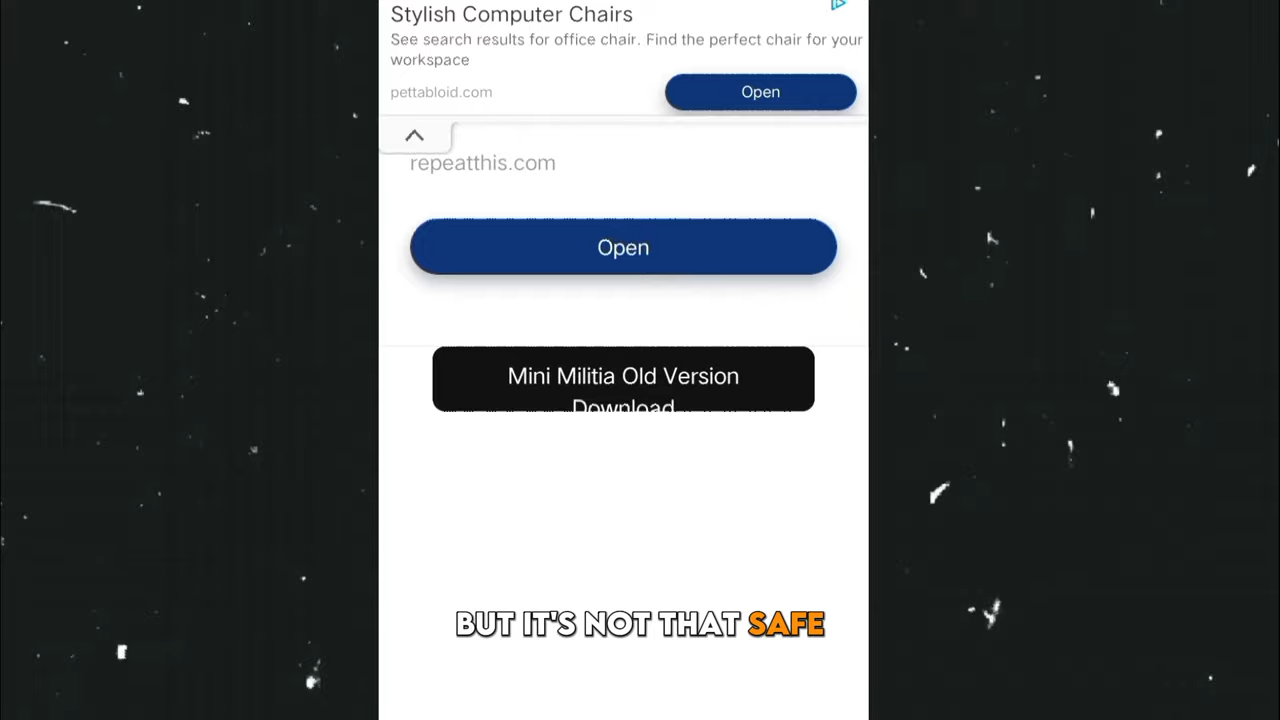 Stylish Computer Chairs
See search results for office chair. Find the perfect chair for your
workspace
pettabloid.com
Open
repeatthis.com
Open
Mini Militia Old Version
Download
BUT IT'S NOT THAT SAFE